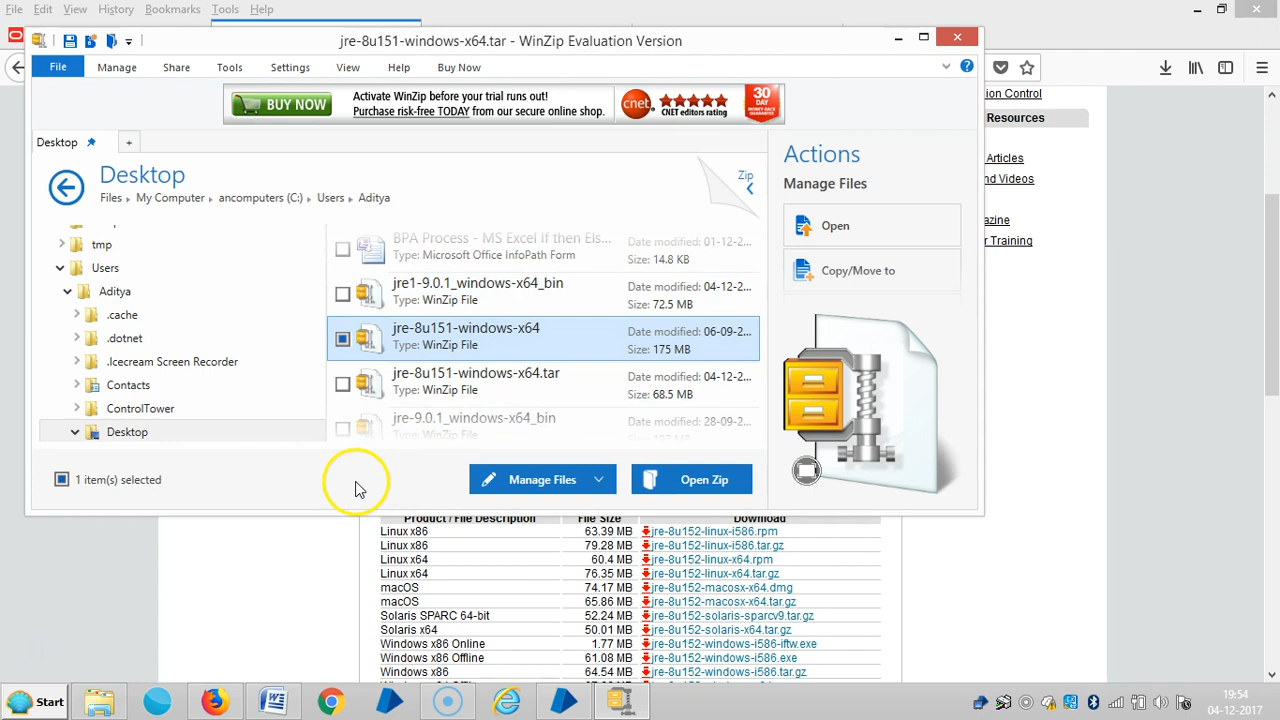 File Edit View History Bookmarks Tools Help
jre-8u151-windows-x64.tar - WinZip Evaluation Version
File Manage Share Tools Settings View Help Buy Now
BUY NOW
Activate WinZip before your trial runs out!
Purchase risk-free TODAY from our secure online shop.
cnet
CNET editors rating
30
DAY
ion Control
Resources
Articles
nd Videos
azine
r Training
Desktop
+
Desktop
Files My Computer ancomputers (C:) Users Aditya
Zip
tmp
Users
Aditya
.cache
.dotnet
.Icecream Screen Recorder
Contacts
ControlTower
Desktop
BPA Process - MS Excel If then Els...
Type: Microsoft Office InfoPath Form
Date modified: 01-12-2...
Size: 14.8 KB
jre1-9.0.1_windows-x64_bin
Type: WinZip File
Date modified: 04-12-2...
Size: 72.5 MB
jre-8u151-windows-x64
Type: WinZip File
Date modified: 06-09-2...
Size: 175 MB
jre-8u151-windows-x64.tar
Type: WinZip File
Date modified: 04-12-2...
Size: 68.5 MB
jre-9.0.1_windows-x64_bin
Type: WinZip File
Date modified: 28-09-2...
Actions
Manage Files
Open
Copy/Move to
1 item(s) selected
Manage Files
Open Zip
Product / File Description File Size Download
Linux x86 63.39 MB jre-8u152-linux-i586.rpm
Linux x86 79.28 MB jre-8u152-linux-i586.tar.gz
Linux x64 60.4 MB jre-8u152-linux-x64.rpm
Linux x64 76.35 MB jre-8u152-linux-x64.tar.gz
macOS 74.17 MB jre-8u152-macosx-x64.dmg
macOS 65.86 MB jre-8u152-macosx-x64.tar.gz
Solaris SPARC 64-bit 52.24 MB jre-8u152-solaris-sparcv9.tar.gz
Solaris x64 50.01 MB jre-8u152-solaris-x64.tar.gz
Windows x86 Online 1.77 MB jre-8u152-windows-i586-iftw.exe
Windows x86 Offline 61.08 MB jre-8u152-windows-i586.exe
Windows x86 64.54 MB jre-8u152-windows-i586.tar.gz
Start
19:54
04-12-2017